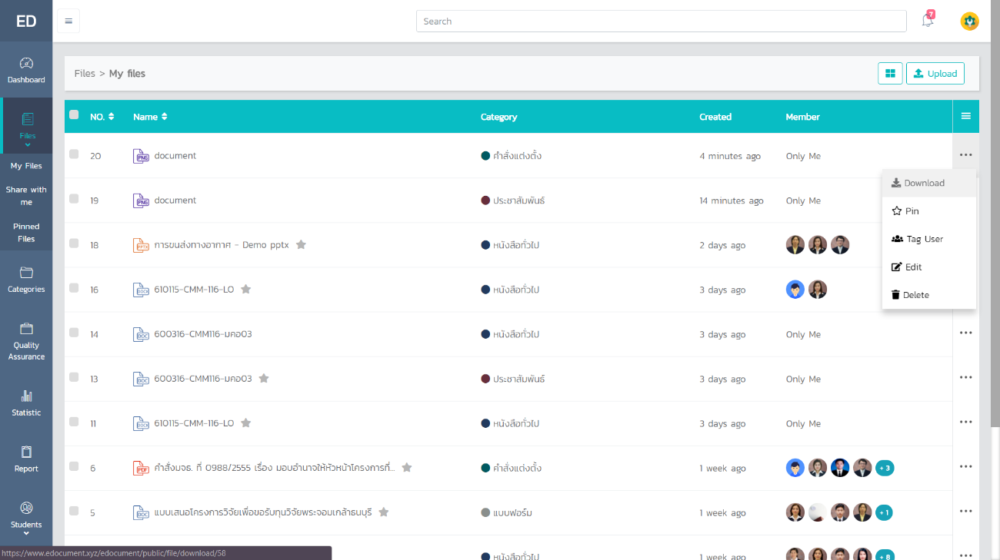 ED
Search
7
Dashboard
Files
My Files
Share with
me
Pinned
Files
Categories
Quality
Assurance
Statistic
Report
Students
Files > My files
Upload
NO. Name Category Created Member
20 PNG document คำสั่งแต่งตั้ง 4 minutes ago Only Me
Download
Pin
Tag User
Edit
Delete
19 PNG document ประชาสัมพันธ์ 14 minutes ago Only Me
18 PPTX การขนส่งทางอากาศ - Demo pptx หนังสือทั่วไป 2 days ago
16 DOCX 610115-CMM-116-LO หนังสือทั่วไป 3 days ago
14 DOC 600316-CMM116-มคอ03 หนังสือทั่วไป 3 days ago Only Me
13 DOC 600316-CMM116-มคอ03 ประชาสัมพันธ์ 3 days ago Only Me
11 DOCX 610115-CMM-116-LO หนังสือทั่วไป 3 days ago Only Me
6 PDF คำสั่งมจธ. ที่ 0988/2555 เรื่อง มอบอำนาจให้หัวหน้าโครงการที่... คำสั่งแต่งตั้ง 1 week ago + 3
5 DOC แบบเสนอโครงการวิจัยเพื่อขอรับทุนวิจัยพระจอมเกล้าธนบุรี แบบฟอร์ม 1 week ago + 1
หนังสือทั่วไป 1 week ago + 8
https://www.edocument.xyz/edocument/public/file/download/58